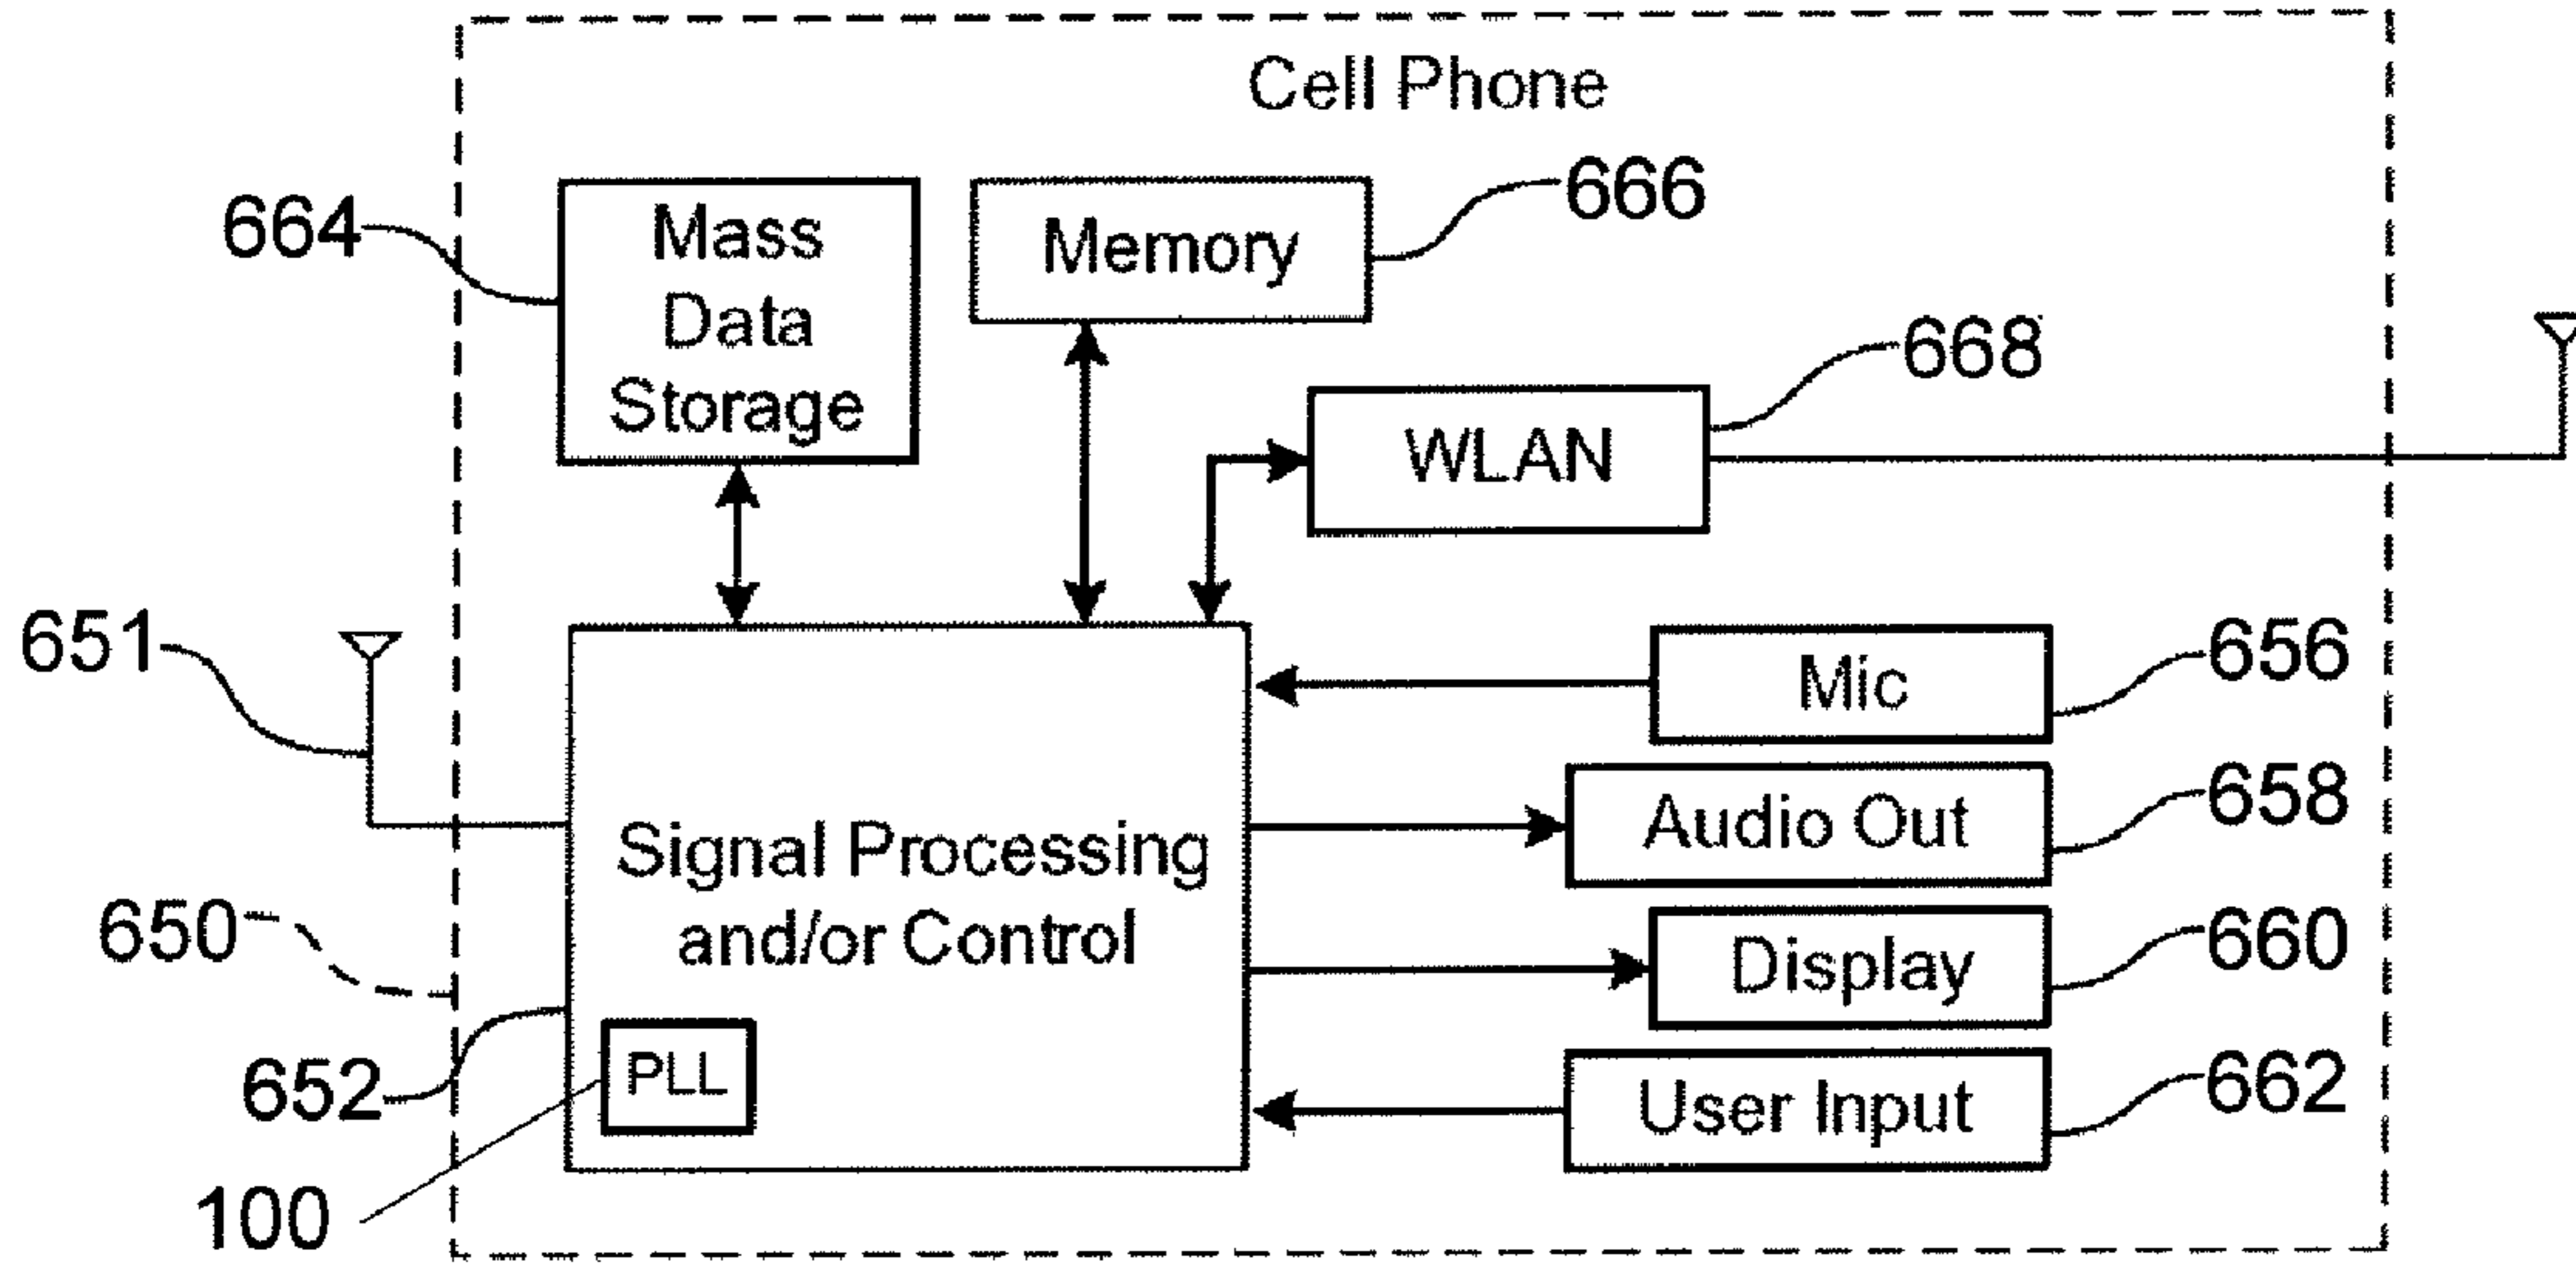 Cell Phone
664
Mass
Data
Storage
Memory
666
WLAN
668
651
Mic
656
Audio Out
658
Signal Processing
and/or Control
650
Display
660
652
PLL
User Input
662
100